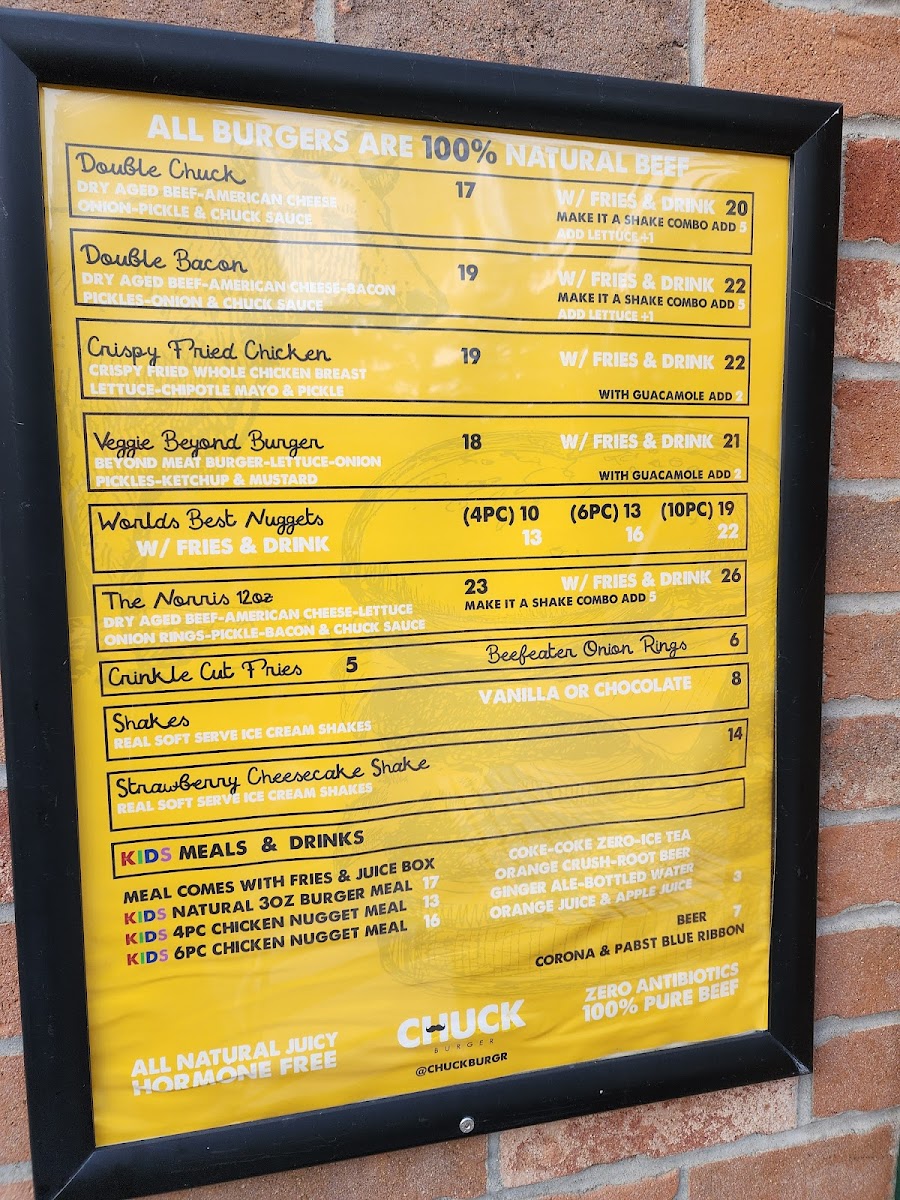 ALL BURGERS ARE 100% NATURAL BEEF
Double Chuck 17 W/ FRIES & DRINK 20
DRY AGED BEEF-AMERICAN CHEESE MAKE IT A SHAKE COMBO ADD 5
ONION-PICKLE & CHUCK SAUCE ADD LETTUCE +1
Double Bacon 19 W/ FRIES & DRINK 22
DRY AGED BEEF-AMERICAN CHEESE-BACON MAKE IT A SHAKE COMBO ADD 5
PICKLES-ONION & CHUCK SAUCE ADD LETTUCE +1
Crispy Fried Chicken 19 W/ FRIES & DRINK 22
CRISPY FRIED WHOLE CHICKEN BREAST
LETTUCE-CHIPOTLE MAYO & PICKLE WITH GUACAMOLE ADD 2
Veggie Beyond Burger 18 W/ FRIES & DRINK 21
BEYOND MEAT BURGER-LETTUCE-ONION
PICKLES-KETCHUP & MUSTARD WITH GUACAMOLE ADD 2
Worlds Best Nuggets (4PC) 10 (6PC) 13 (10PC) 19
W/ FRIES & DRINK 13 16 22
The Norris 12oz 23 W/ FRIES & DRINK 26
DRY AGED BEEF-AMERICAN CHEESE-LETTUCE MAKE IT A SHAKE COMBO ADD 5
ONION RINGS-PICKLE-BACON & CHUCK SAUCE
Crinkle Cut Fries 5 Beefeater Onion Rings 6
Shakes VANILLA OR CHOCOLATE 8
REAL SOFT SERVE ICE CREAM SHAKES
Strawberry Cheesecake Shake 14
REAL SOFT SERVE ICE CREAM SHAKES
KIDS MEALS & DRINKS
MEAL COMES WITH FRIES & JUICE BOX
KIDS NATURAL 3OZ BURGER MEAL 17
KIDS 4PC CHICKEN NUGGET MEAL 13
KIDS 6PC CHICKEN NUGGET MEAL 16
COKE-COKE ZERO-ICE TEA
ORANGE CRUSH-ROOT BEER
GINGER ALE-BOTTLED WATER
ORANGE JUICE & APPLE JUICE 3
BEER 7
CORONA & PABST BLUE RIBBON
ALL NATURAL JUICY
HORMONE FREE
CHUCK
BURGER
@CHUCKBURGR
ZERO ANTIBIOTICS
100% PURE BEEF